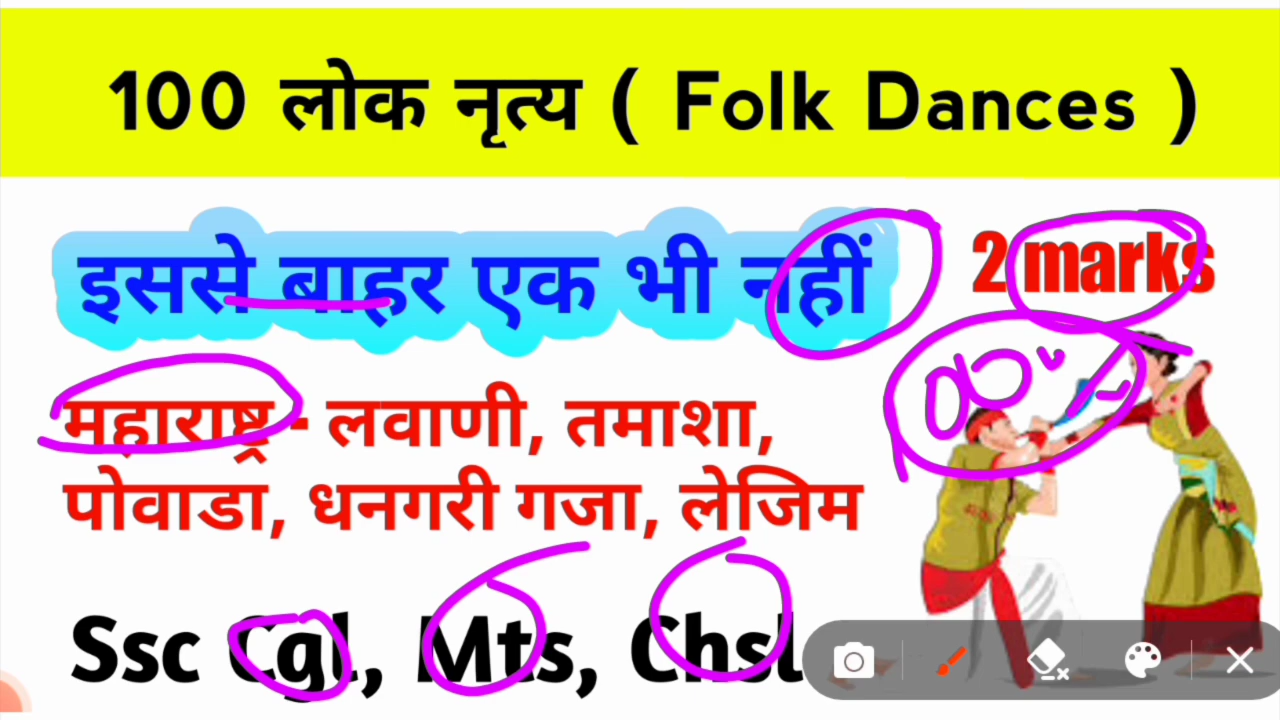 100 लोक नृत्य ( Folk Dances )
इससे बाहर एक भी नहीं
2 marks
महाराष्ट्र - लवाणी, तमाशा,
पोवाडा, धनगरी गजा, लेजिम
Ssc Cgl, Mts, Chsl